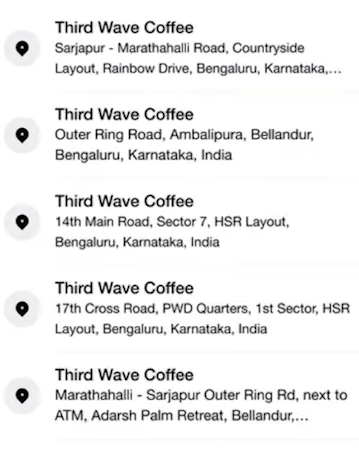 Third Wave Coffee
Sarjapur - Marathahalli Road, Countryside
Layout, Rainbow Drive, Bengaluru, Karnataka,...
Third Wave Coffee
Outer Ring Road, Ambalipura, Bellandur,
Bengaluru, Karnataka, India
Third Wave Coffee
14th Main Road, Sector 7, HSR Layout,
Bengaluru, Karnataka, India
Third Wave Coffee
17th Cross Road, PWD Quarters, 1st Sector, HSR
Layout, Bengaluru, Karnataka, India
Third Wave Coffee
Marathahalli - Sarjapur Outer Ring Rd, next to
ATM, Adarsh Palm Retreat, Bellandur,...